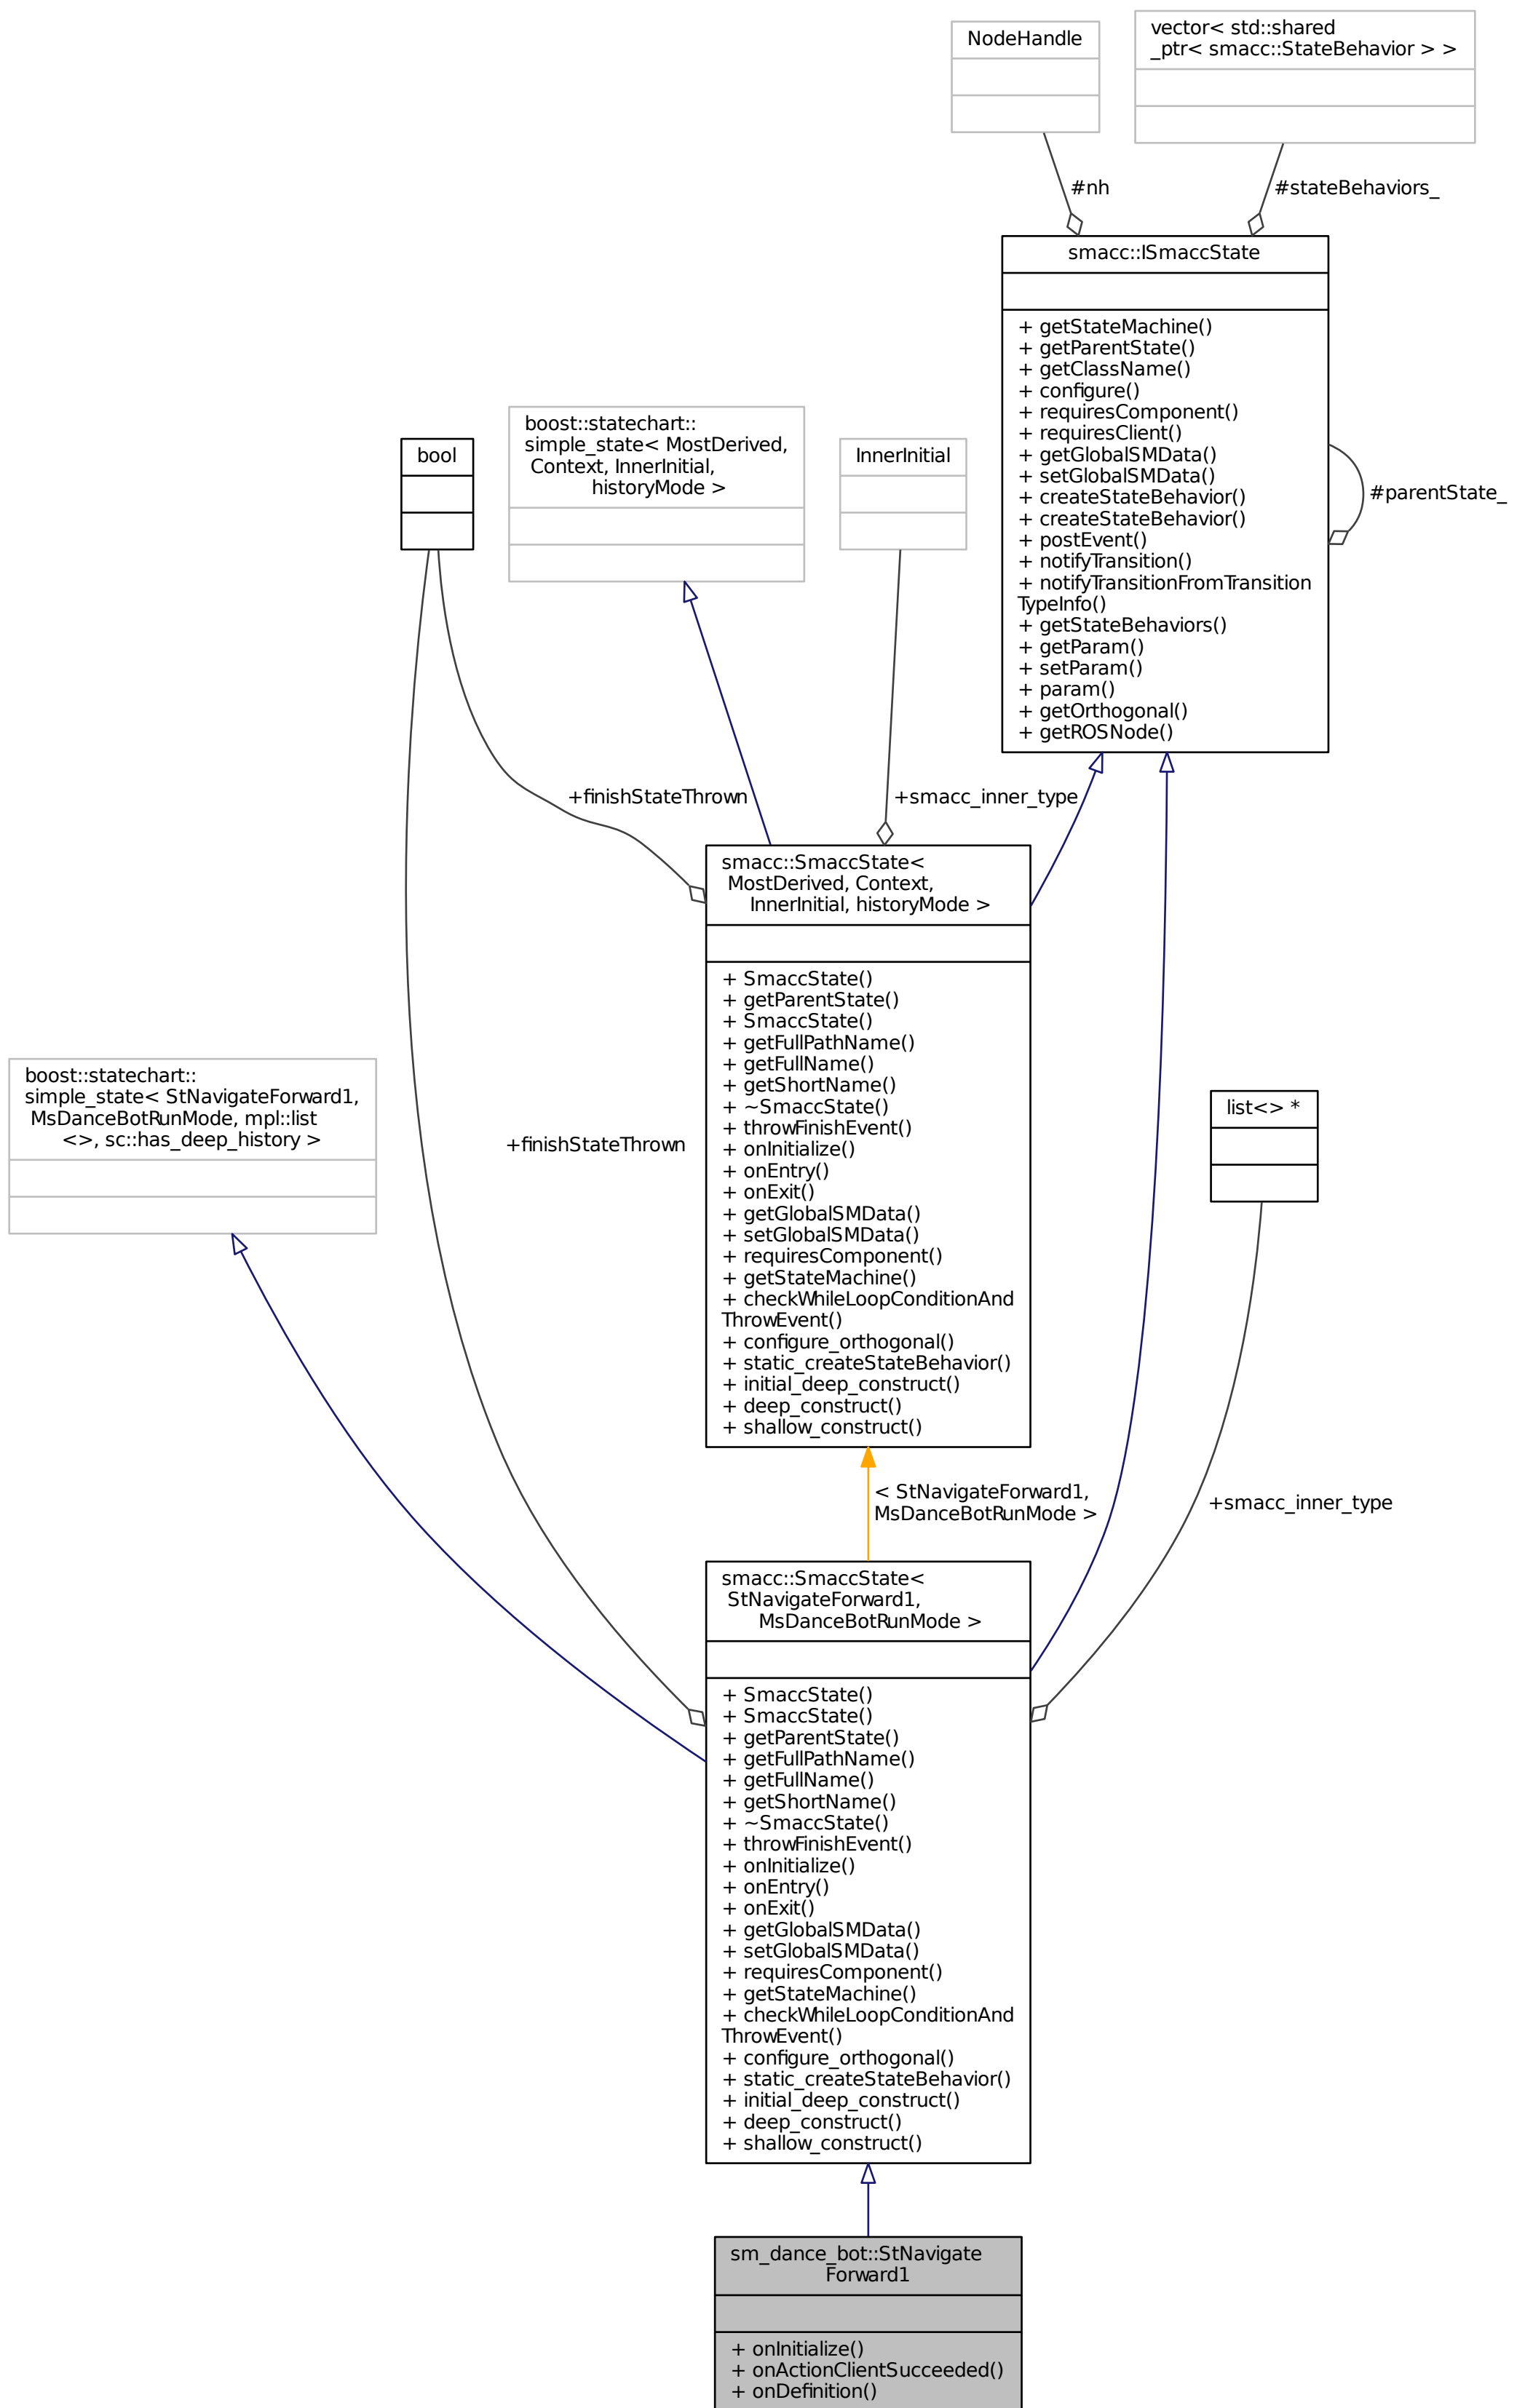 NodeHandle
vector< std::shared
_ptr< smacc::StateBehavior > >
#nh
#stateBehaviors_
smacc::ISmaccState
+ getStateMachine()
+ getParentState()
+ getClassName()
+ configure()
+ requiresComponent()
+ requiresClient()
+ getGlobalSMData()
+ setGlobalSMData()
+ createStateBehavior()
+ createStateBehavior()
+ postEvent()
+ notifyTransition()
+ notifyTransitionFromTransition
TypeInfo()
+ getStateBehaviors()
+ getParam()
+ setParam()
+ param()
+ getOrthogonal()
+ getROSNode()
#parentState_
bool
boost::statechart::
simple_state< MostDerived,
Context, InnerInitial,
historyMode >
InnerInitial
+finishStateThrown
+smacc_inner_type
smacc::SmaccState<
MostDerived, Context,
InnerInitial, historyMode >
+ SmaccState()
+ getParentState()
+ SmaccState()
+ getFullPathName()
+ getFullName()
+ getShortName()
+ ~SmaccState()
+ throwFinishEvent()
+ onInitialize()
+ onEntry()
+ onExit()
+ getGlobalSMData()
+ setGlobalSMData()
+ requiresComponent()
+ getStateMachine()
+ checkWhileLoopConditionAnd
ThrowEvent()
+ configure_orthogonal()
+ static_createStateBehavior()
+ initial_deep_construct()
+ deep_construct()
+ shallow_construct()
boost::statechart::
simple_state< StNavigateForward1,
MsDanceBotRunMode, mpl::list
<>, sc::has_deep_history >
+finishStateThrown
list<> *
< StNavigateForward1,
MsDanceBotRunMode >
+smacc_inner_type
smacc::SmaccState<
StNavigateForward1,
MsDanceBotRunMode >
+ SmaccState()
+ SmaccState()
+ getParentState()
+ getFullPathName()
+ getFullName()
+ getShortName()
+ ~SmaccState()
+ throwFinishEvent()
+ onInitialize()
+ onEntry()
+ onExit()
+ getGlobalSMData()
+ setGlobalSMData()
+ requiresComponent()
+ getStateMachine()
+ checkWhileLoopConditionAnd
ThrowEvent()
+ configure_orthogonal()
+ static_createStateBehavior()
+ initial_deep_construct()
+ deep_construct()
+ shallow_construct()
sm_dance_bot::StNavigate
Forward1
+ onInitialize()
+ onActionClientSucceeded()
+ onDefinition()